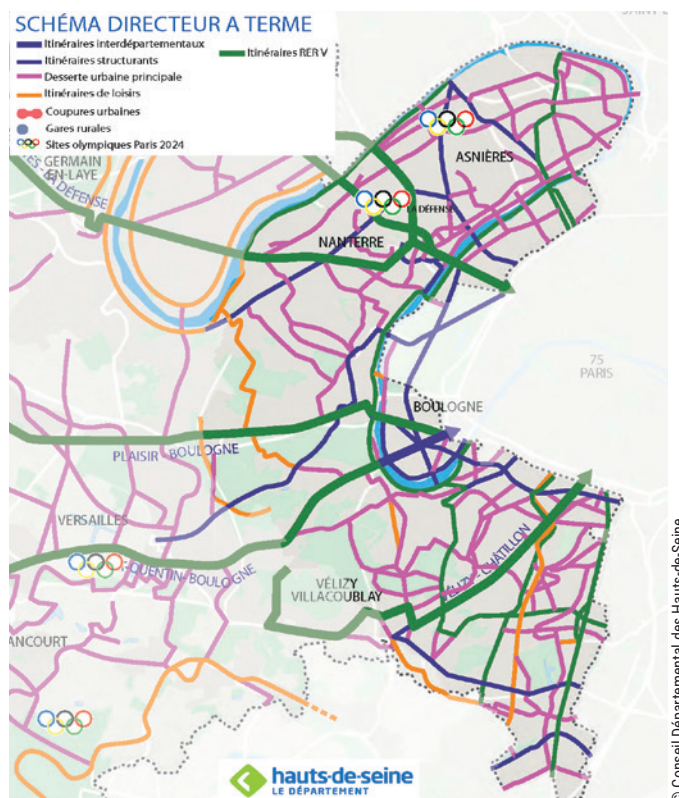 SCHÉMA DIRECTEUR A TERME
Itinéraires interdépartementaux
Itinéraires structurants
Desserte urbaine principale
Itinéraires de loisirs
Coupures urbaines
Gares rurales
Sites olympiques Paris 2024
Itinéraires RER V
GERMAIN
EN-LAYE
LA DÉFENSE
ASNIÈRES
LA DÉFENSE
NANTERRE
75
PARIS
BOULOGNE
PLAISIR BOULOGNE
VERSAILLES
QUENTIN-BOULOGNE
VÉLIZY
VILLACOUBLAY
VÉLIZY - CHÂTILLON
ANCOURT
hauts-de-seine
LE DÉPARTEMENT
© Conseil Départemental des Hauts-de-Seine